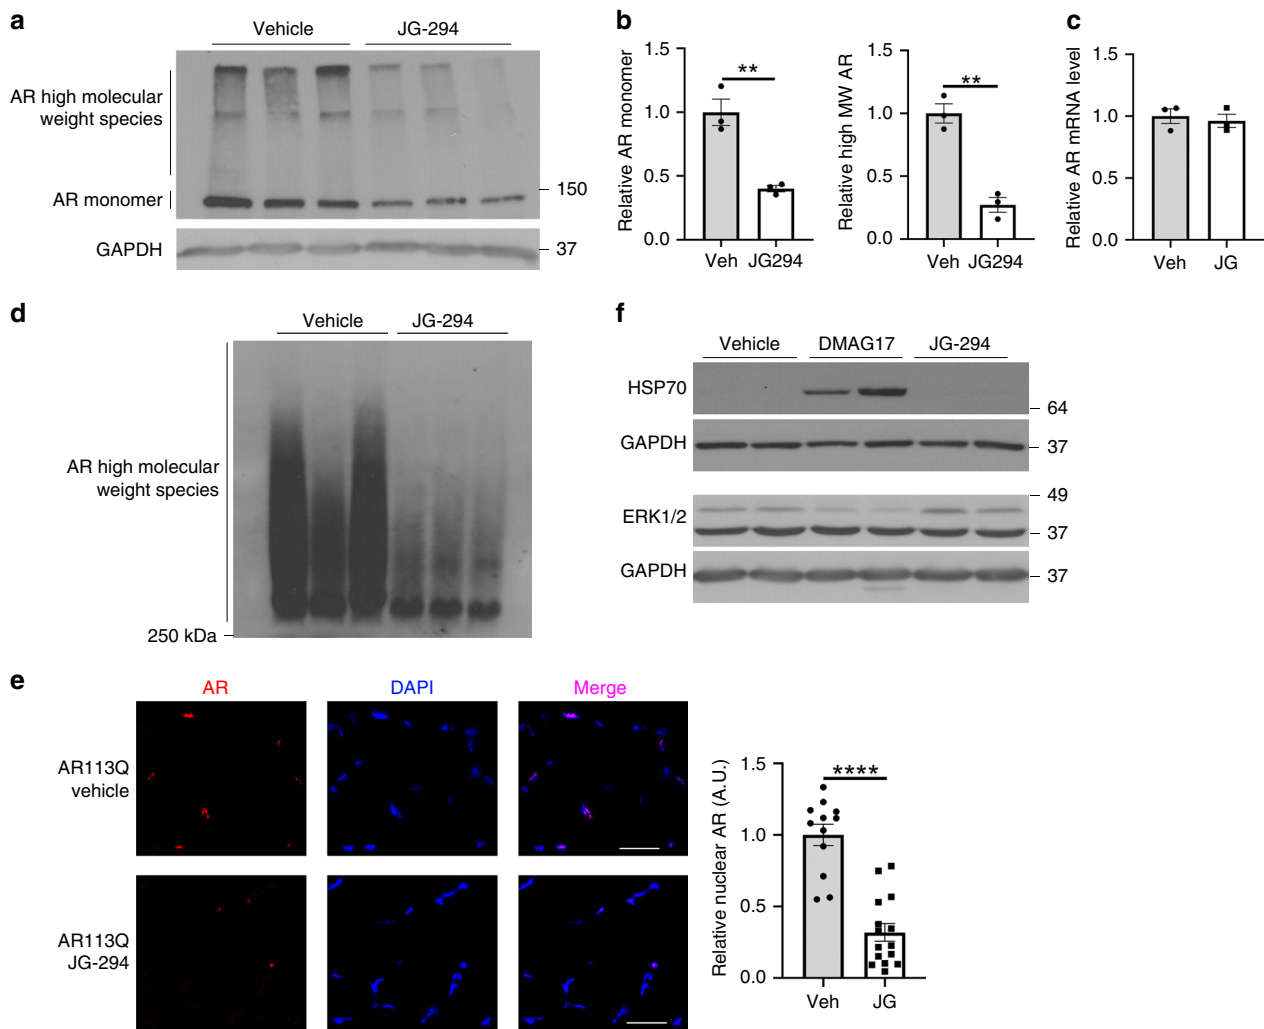 a
Vehicle
JG-294
AR high molecular
weight species
AR monomer
150
GAPDH
37
b
Relative AR monomer
1.5
1.0
0.5
0.0
**
Veh JG294
Relative high MW AR
1.5
1.0
0.5
0.0
**
Veh JG294
c
Relative AR mRNA level
1.5
1.0
0.5
0.0
Veh
JG
d
Vehicle
JG-294
AR high molecular
weight species
250 kDa
f
Vehicle
DMAG17
JG-294
HSP70
64
GAPDH
37
49
ERK1/2
37
GAPDH
37
e
AR
DAPI
Merge
AR113Q
vehicle
AR113Q
JG-294
Relative nuclear AR (A.U.)
1.5
1.0
0.5
0.0
****
Veh
JG